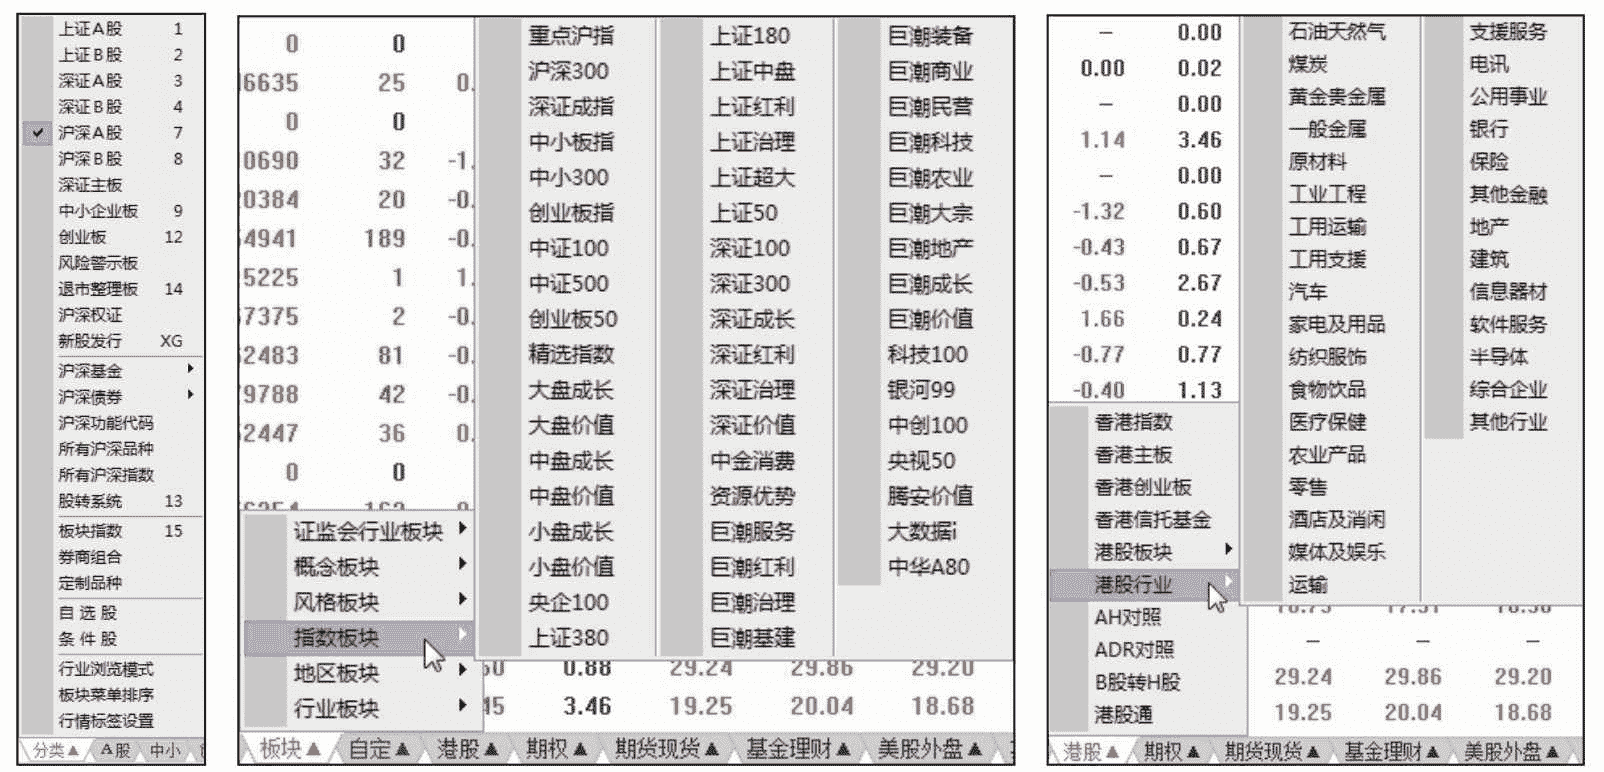 上证A股 1
上证B股 2
深证A股 3
深证B股 4
沪深A股 7
沪深B股 8
深证主板
中小企业板 9
创业板 12
风险警示板
退市整理板 14
沪深权证
新股发行 XG
沪深基金
沪深债券
沪深功能代码
所有沪深品种
所有沪深指数
股转系统 13
板块指数 15
券商组合
定制品种
自选股
条件股
行业浏览模式
板块菜单排序
行情标签设置
分类▲ A股 中小
0 0
6635 25 0.
0 0
0690 32 -1.
0384 20 -0.
4941 189 -0.
5225 1 1.
7375 2 -0.
2483 81 -0.
9788 42 -0.
2447 36 0.
0 0
证监会行业板块
概念板块
风格板块
指数板块
地区板块
行业板块
重点沪指
沪深300
深证成指
中小板指
中小300
创业板指
中证100
中证500
创业板50
精选指数
大盘成长
大盘价值
中盘成长
中盘价值
小盘成长
小盘价值
央企100
上证380
上证180
上证中盘
上证红利
上证治理
上证超大
上证50
深证100
深证300
深证成长
深证红利
深证治理
深证价值
中金消费
资源优势
巨潮服务
巨潮红利
巨潮治理
巨潮基建
巨潮装备
巨潮商业
巨潮民营
巨潮科技
巨潮农业
巨潮大宗
巨潮地产
巨潮成长
巨潮价值
科技100
银河99
中创100
央视50
腾安价值
大数据i
中华A80
0.88 29.24 29.86 29.20
45 3.46 19.25 20.04 18.68
板块▲ 自定▲ 港股▲ 期权▲ 期货现货▲ 基金理财▲ 美股外盘▲
– 0.00
0.00 0.02
– 0.00
1.14 3.46
– 0.00
-1.32 0.60
-0.43 0.67
-0.53 2.67
1.66 0.24
-0.77 0.77
-0.40 1.13
香港指数
香港主板
香港创业板
香港信托基金
港股板块
港股行业
AH对照
ADR对照
B股转H股
港股通
石油天然气
煤炭
黄金贵金属
一般金属
原材料
工业工程
工用运输
工用支援
汽车
家电及用品
纺织服饰
食物饮品
医疗保健
农业产品
零售
酒店及消闲
媒体及娱乐
运输
支援服务
电讯
公用事业
银行
保险
其他金融
地产
建筑
信息器材
软件服务
半导体
综合企业
其他行业
– – –
29.24 29.86 29.20
19.25 20.04 18.68
港股▲ 期权▲ 期货现货▲ 基金理财▲ 美股外盘▲